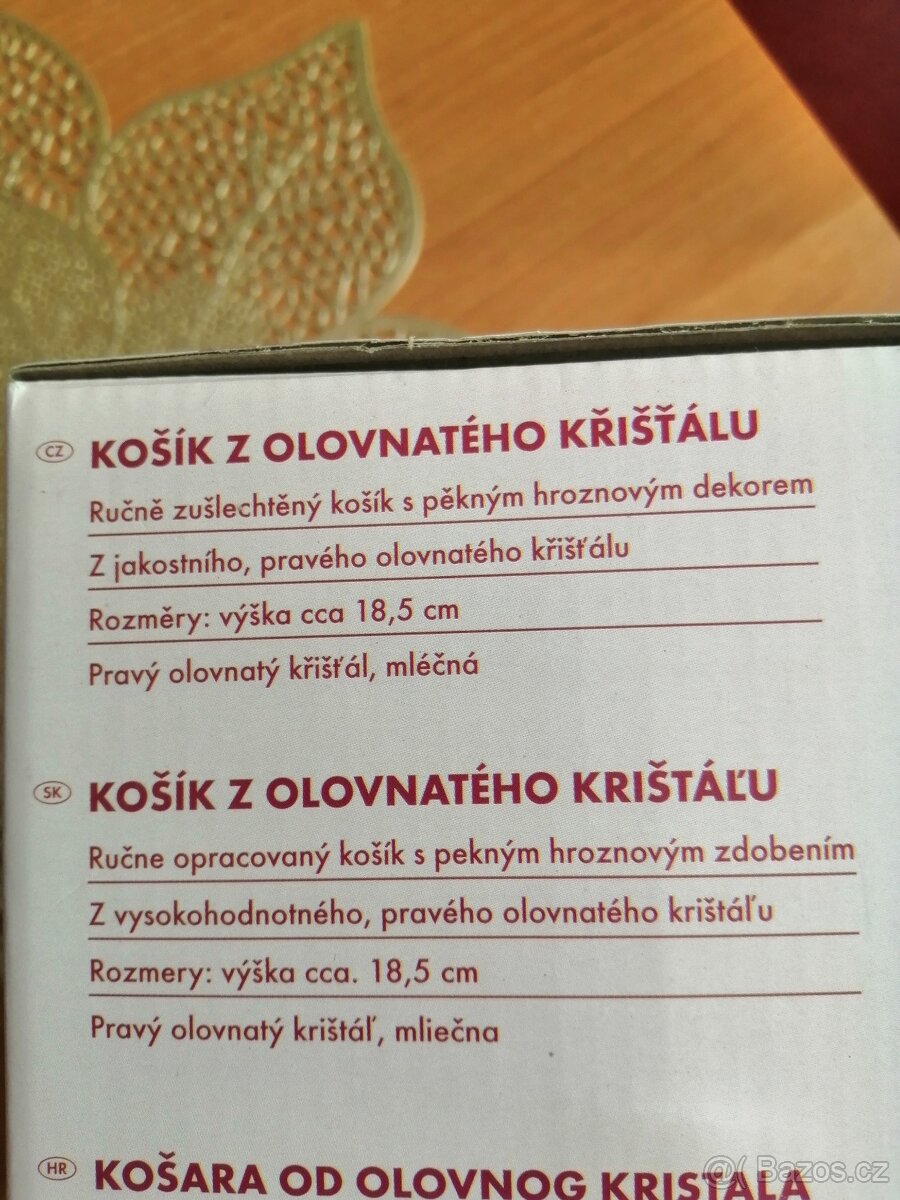 CZ KOŠÍK Z OLOVNATÉHO KŘIŠŤÁLU
Ručně zušlechtěný košík s pěkným hroznovým dekorem
Z jakostního, pravého olovnatého křišťálu
Rozměry: výška cca 18,5 cm
Pravý olovnatý křišťál, mléčná
SK KOŠÍK Z OLOVNATÉHO KRIŠTÁĽU
Ručne opracovaný košík s pekným hroznovým zdobením
Z vysokohodnotného, pravého olovnatého krištáľu
Rozmery: výška cca. 18,5 cm
Pravý olovnatý krištáľ, mliečna
HR KOŠARA OD OLOVNOG KRISTALA
Bazos.cz